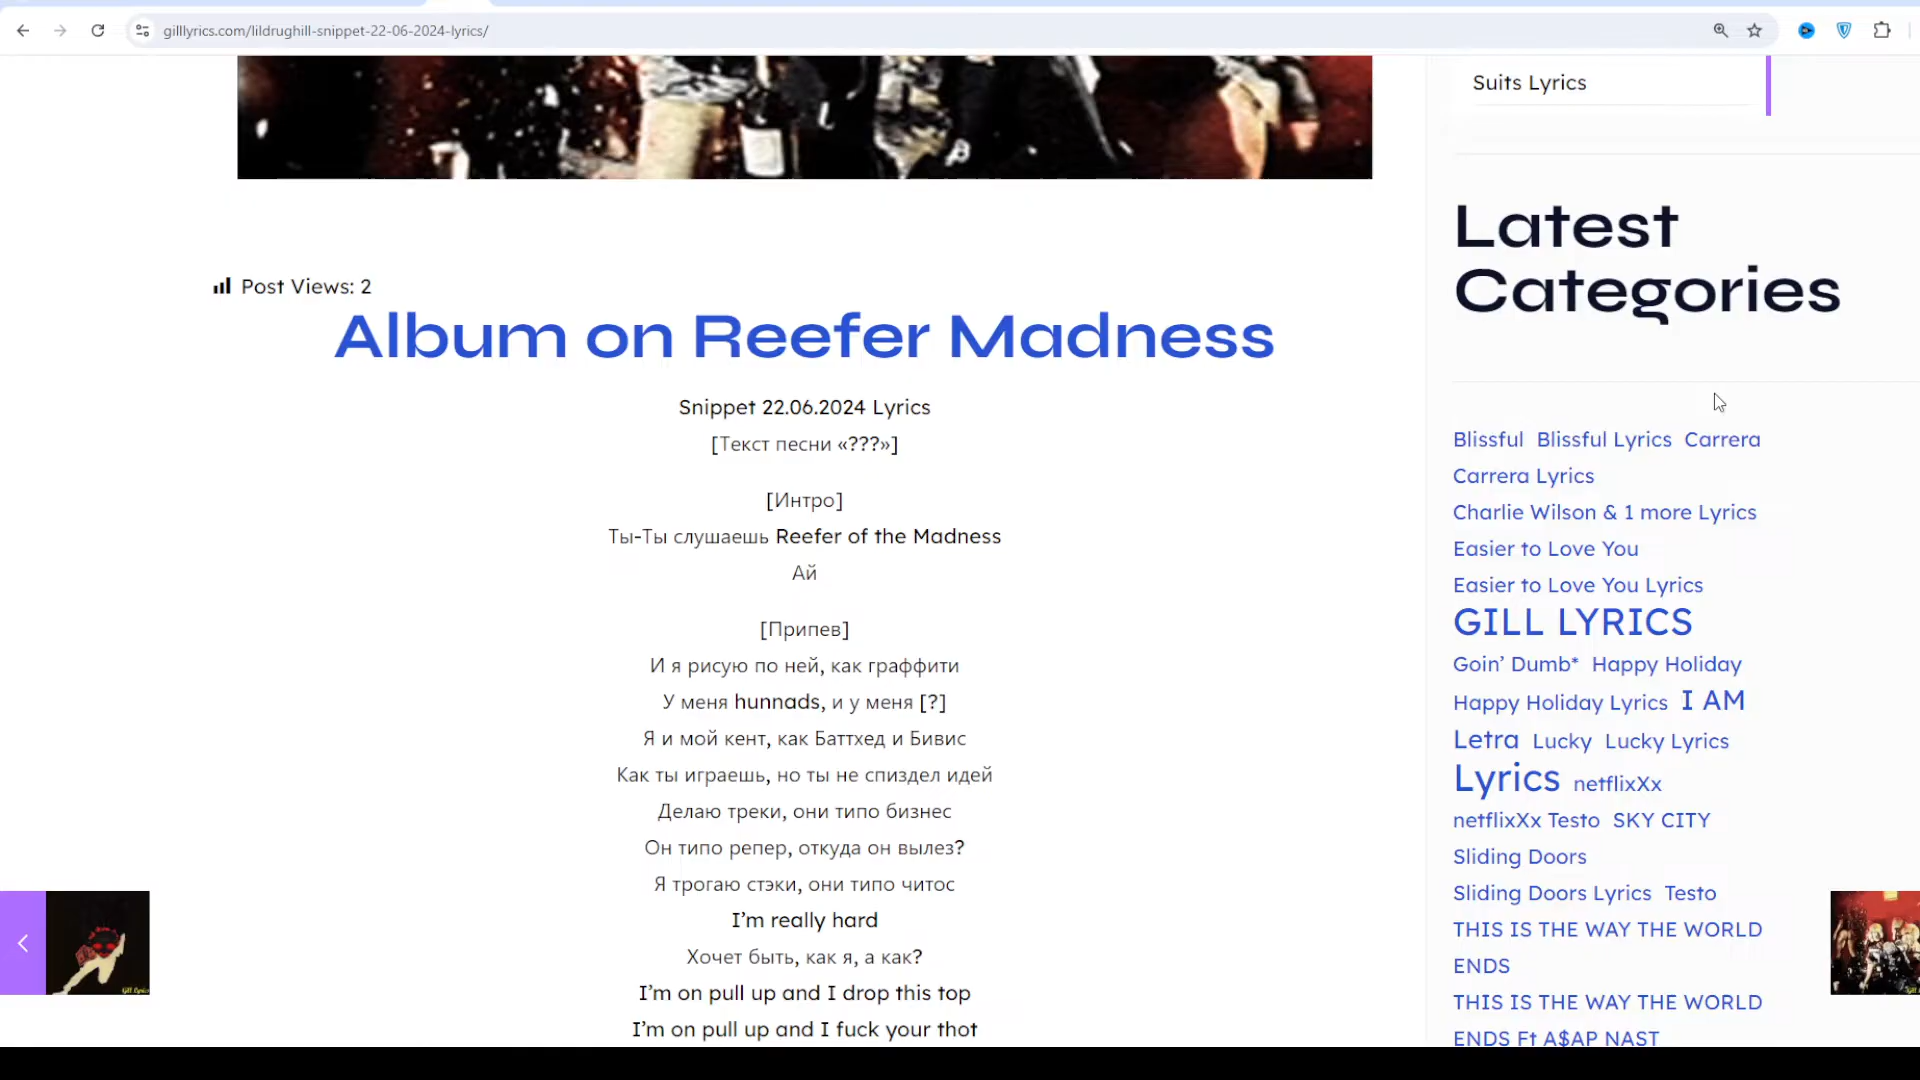 gilllyrics.com/lildrughill-snippet-22-06-2024-lyrics/
Suits Lyrics
Post Views: 2
Album on Reefer Madness
Snippet 22.06.2024 Lyrics
[Текст песни «???»]
[Интро]
Ты-Ты слушаешь Reefer of the Madness
Ай
[Припев]
И я рисую по ней, как граффити
У меня hunnads, и у меня [?]
Я и мой кент, как Баттхед и Бивис
Как ты играешь, но ты не спиздел идей
Делаю треки, они типо бизнес
Он типо репер, откуда он вылез?
Я трогаю стэки, они типо читос
I'm really hard
Хочет быть, как я, а как?
I'm on pull up and I drop this top
I'm on pull up and I fuck your thot
Latest
Categories
Blissful Blissful Lyrics Carrera
Carrera Lyrics
Charlie Wilson & 1 more Lyrics
Easier to Love You
Easier to Love You Lyrics
GILL LYRICS
Goin' Dumb* Happy Holiday
Happy Holiday Lyrics I AM
Letra Lucky Lucky Lyrics
Lyrics netflixXx
netflixXx Testo SKY CITY
Sliding Doors
Sliding Doors Lyrics Testo
THIS IS THE WAY THE WORLD
ENDS
THIS IS THE WAY THE WORLD
ENDS Ft A$AP NAST
Gill Lyrics